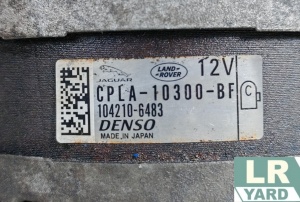 JAGUAR
LAND ROVER
12V
CPLA-10300-BF
C
104210-6483
DENSO
MADE IN JAPAN
LR
YARD